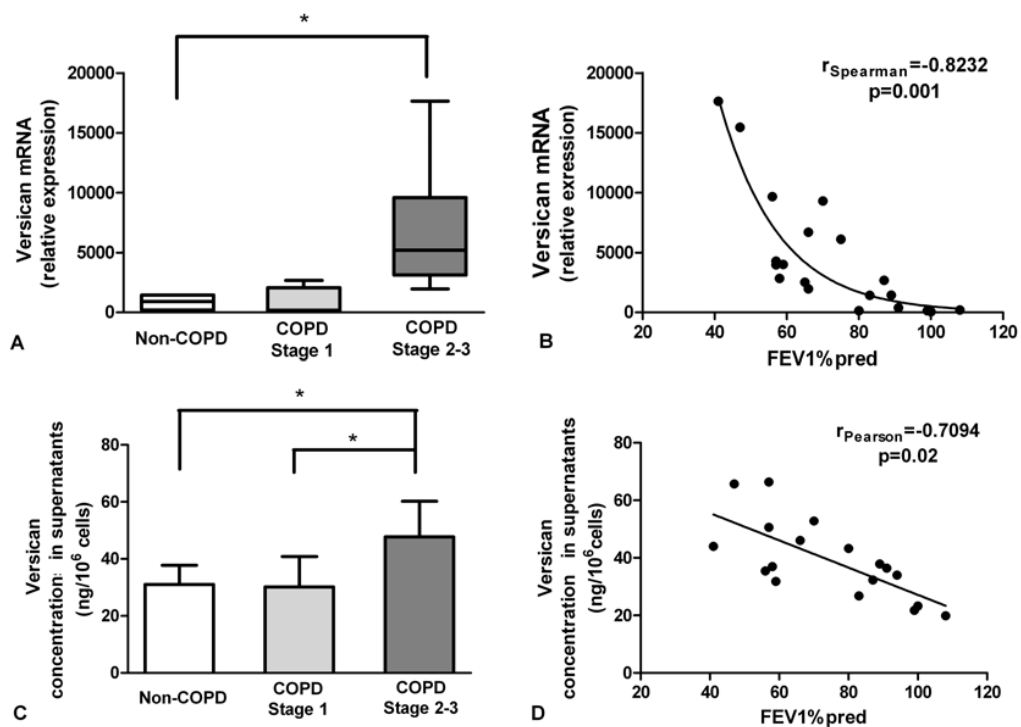 *
20000
15000
10000
5000
0
Versican mRNA
(relative expression)
Non-COPD
COPD
Stage 1
COPD
Stage 2-3
A
rSpearman=-0.8232
p=0.001
20000
15000
10000
5000
0
Versican mRNA
(relative exression)
20
40
60
80
100
120
FEV1%pred
B
*
*
80
60
40
20
0
Versican
concentration in supernatants
(ng/10⁶ cells)
Non-COPD
COPD
Stage 1
COPD
Stage 2-3
C
rPearson=-0.7094
p=0.02
80
60
40
20
0
Versican
concentration in supernatants
(ng/10⁶cells)
20
40
60
80
100
120
FEV1%pred
D